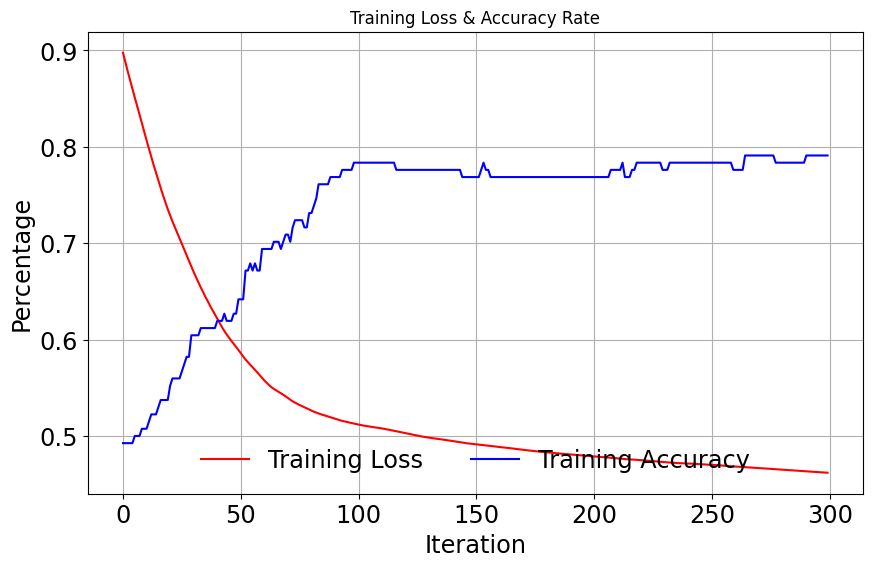 Training Loss & Accuracy Rate
0.9
0.8
0.7
0.6
0.5
Percentage
Training Loss Training Accuracy
0 50 100 150 200 250 300
Iteration